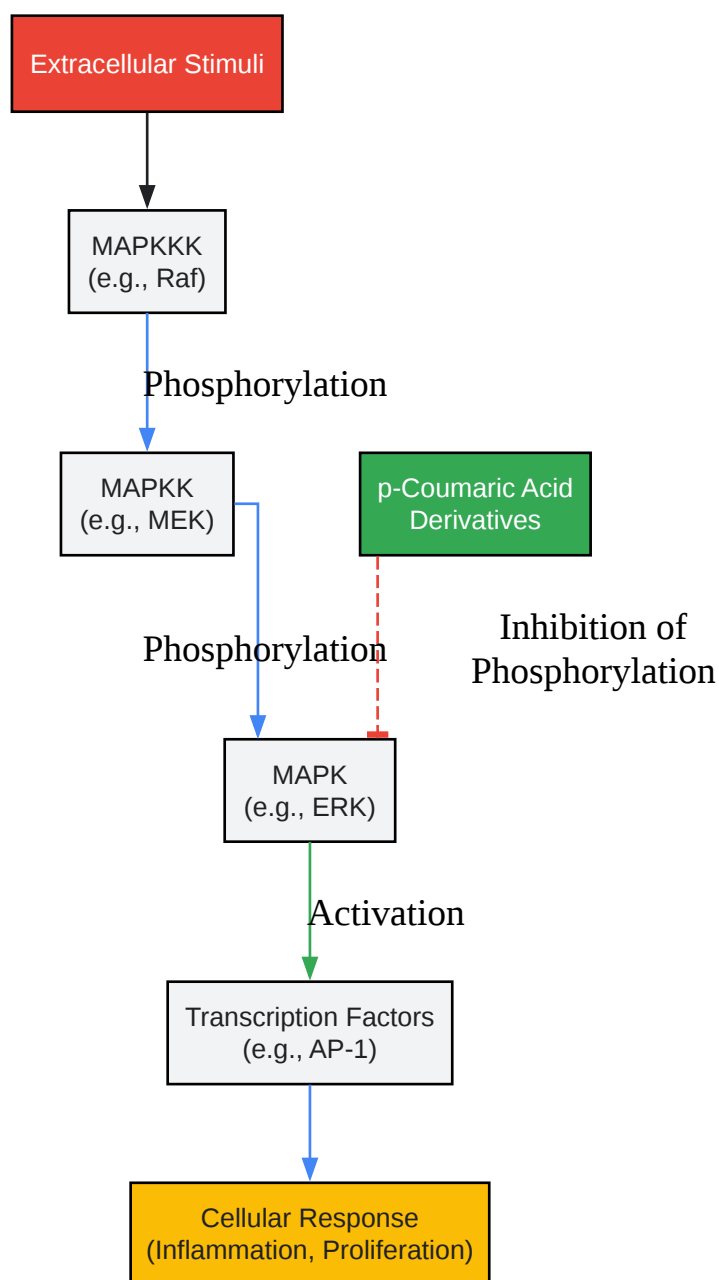 Extracellular Stimuli
MAPKKK
(e.g., Raf)
Phosphorylation
MAPKK
(e.g., MEK)
p-Coumaric Acid
Derivatives
Phosphorylation
Inhibition of
Phosphorylation
MAPK
(e.g., ERK)
Activation
Transcription Factors
(e.g., AP-1)
Cellular Response
(Inflammation, Proliferation)